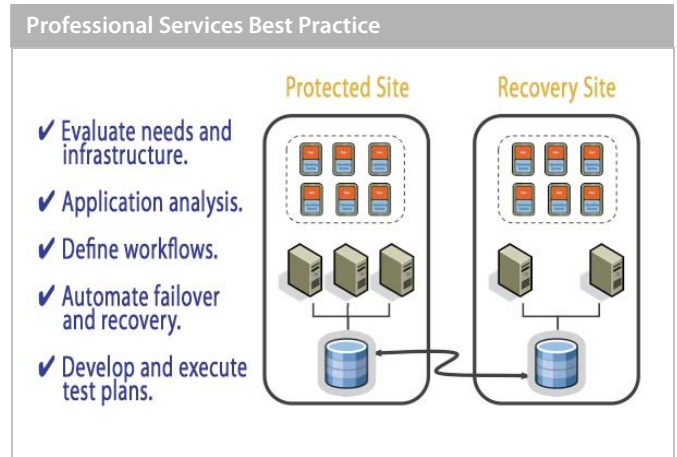 Professional Services Best Practice
Protected Site
Recovery Site
✔ Evaluate needs and
infrastructure.
✔ Application analysis.
✔ Define workflows.
✔ Automate failover
and recovery.
✔ Develop and execute
test plans.